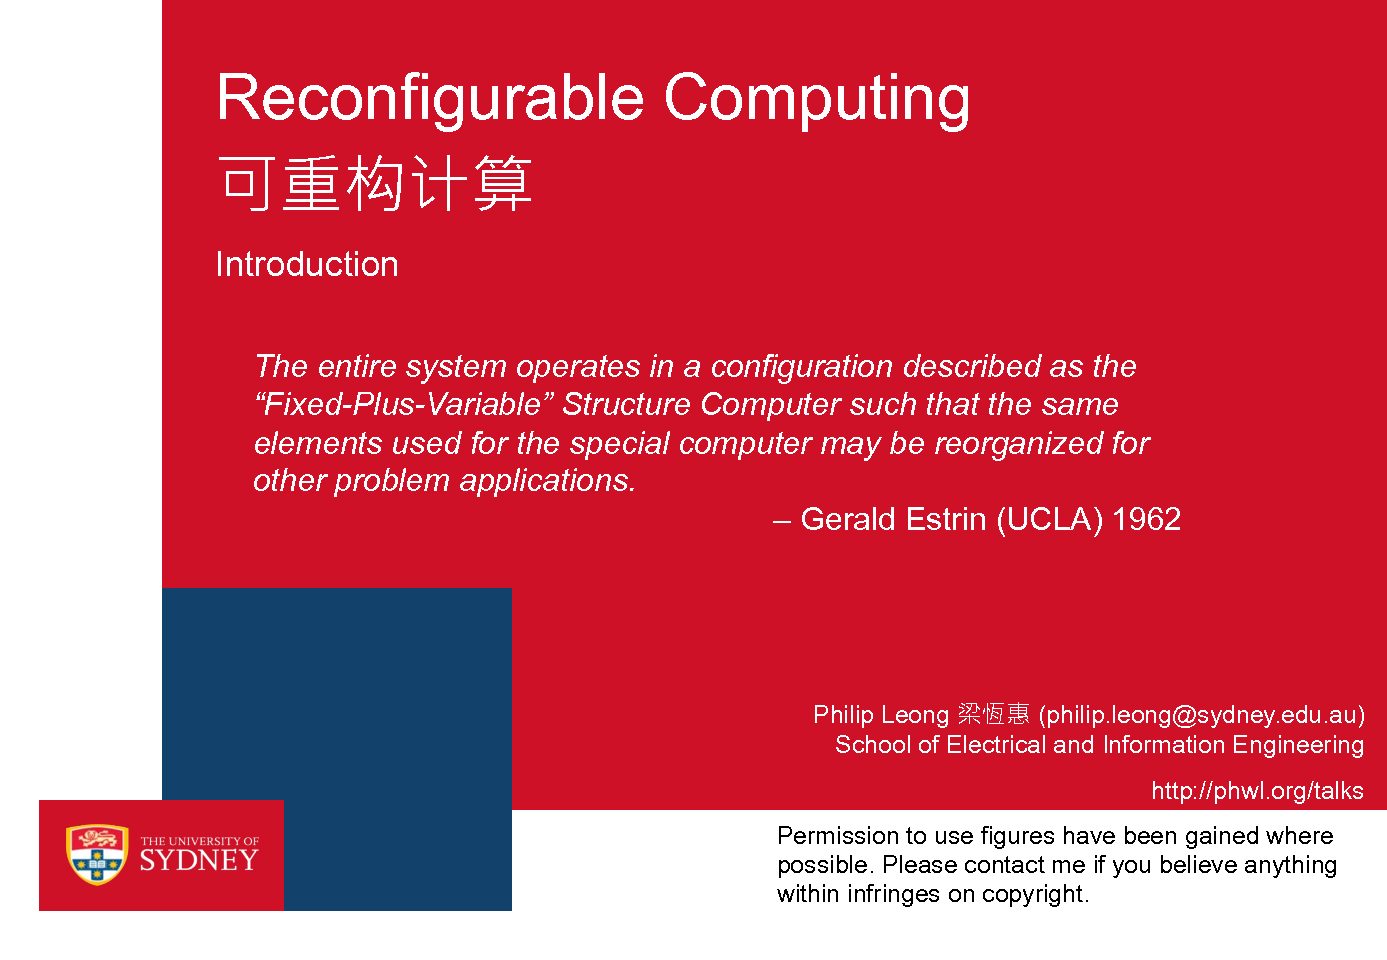 Reconfigurable Computing
可重构计算
Introduction
The entire system operates in a configuration described as the
“Fixed-Plus-Variable” Structure Computer such that the same
elements used for the special computer may be reorganized for
other problem applications.
– Gerald Estrin (UCLA) 1962
Philip Leong 梁恆惠 (philip.leong@sydney.edu.au)
School of Electrical and Information Engineering
http://phwl.org/talks
THE UNIVERSITY OF
SYDNEY
Permission to use figures have been gained where
possible. Please contact me if you believe anything
within infringes on copyright.